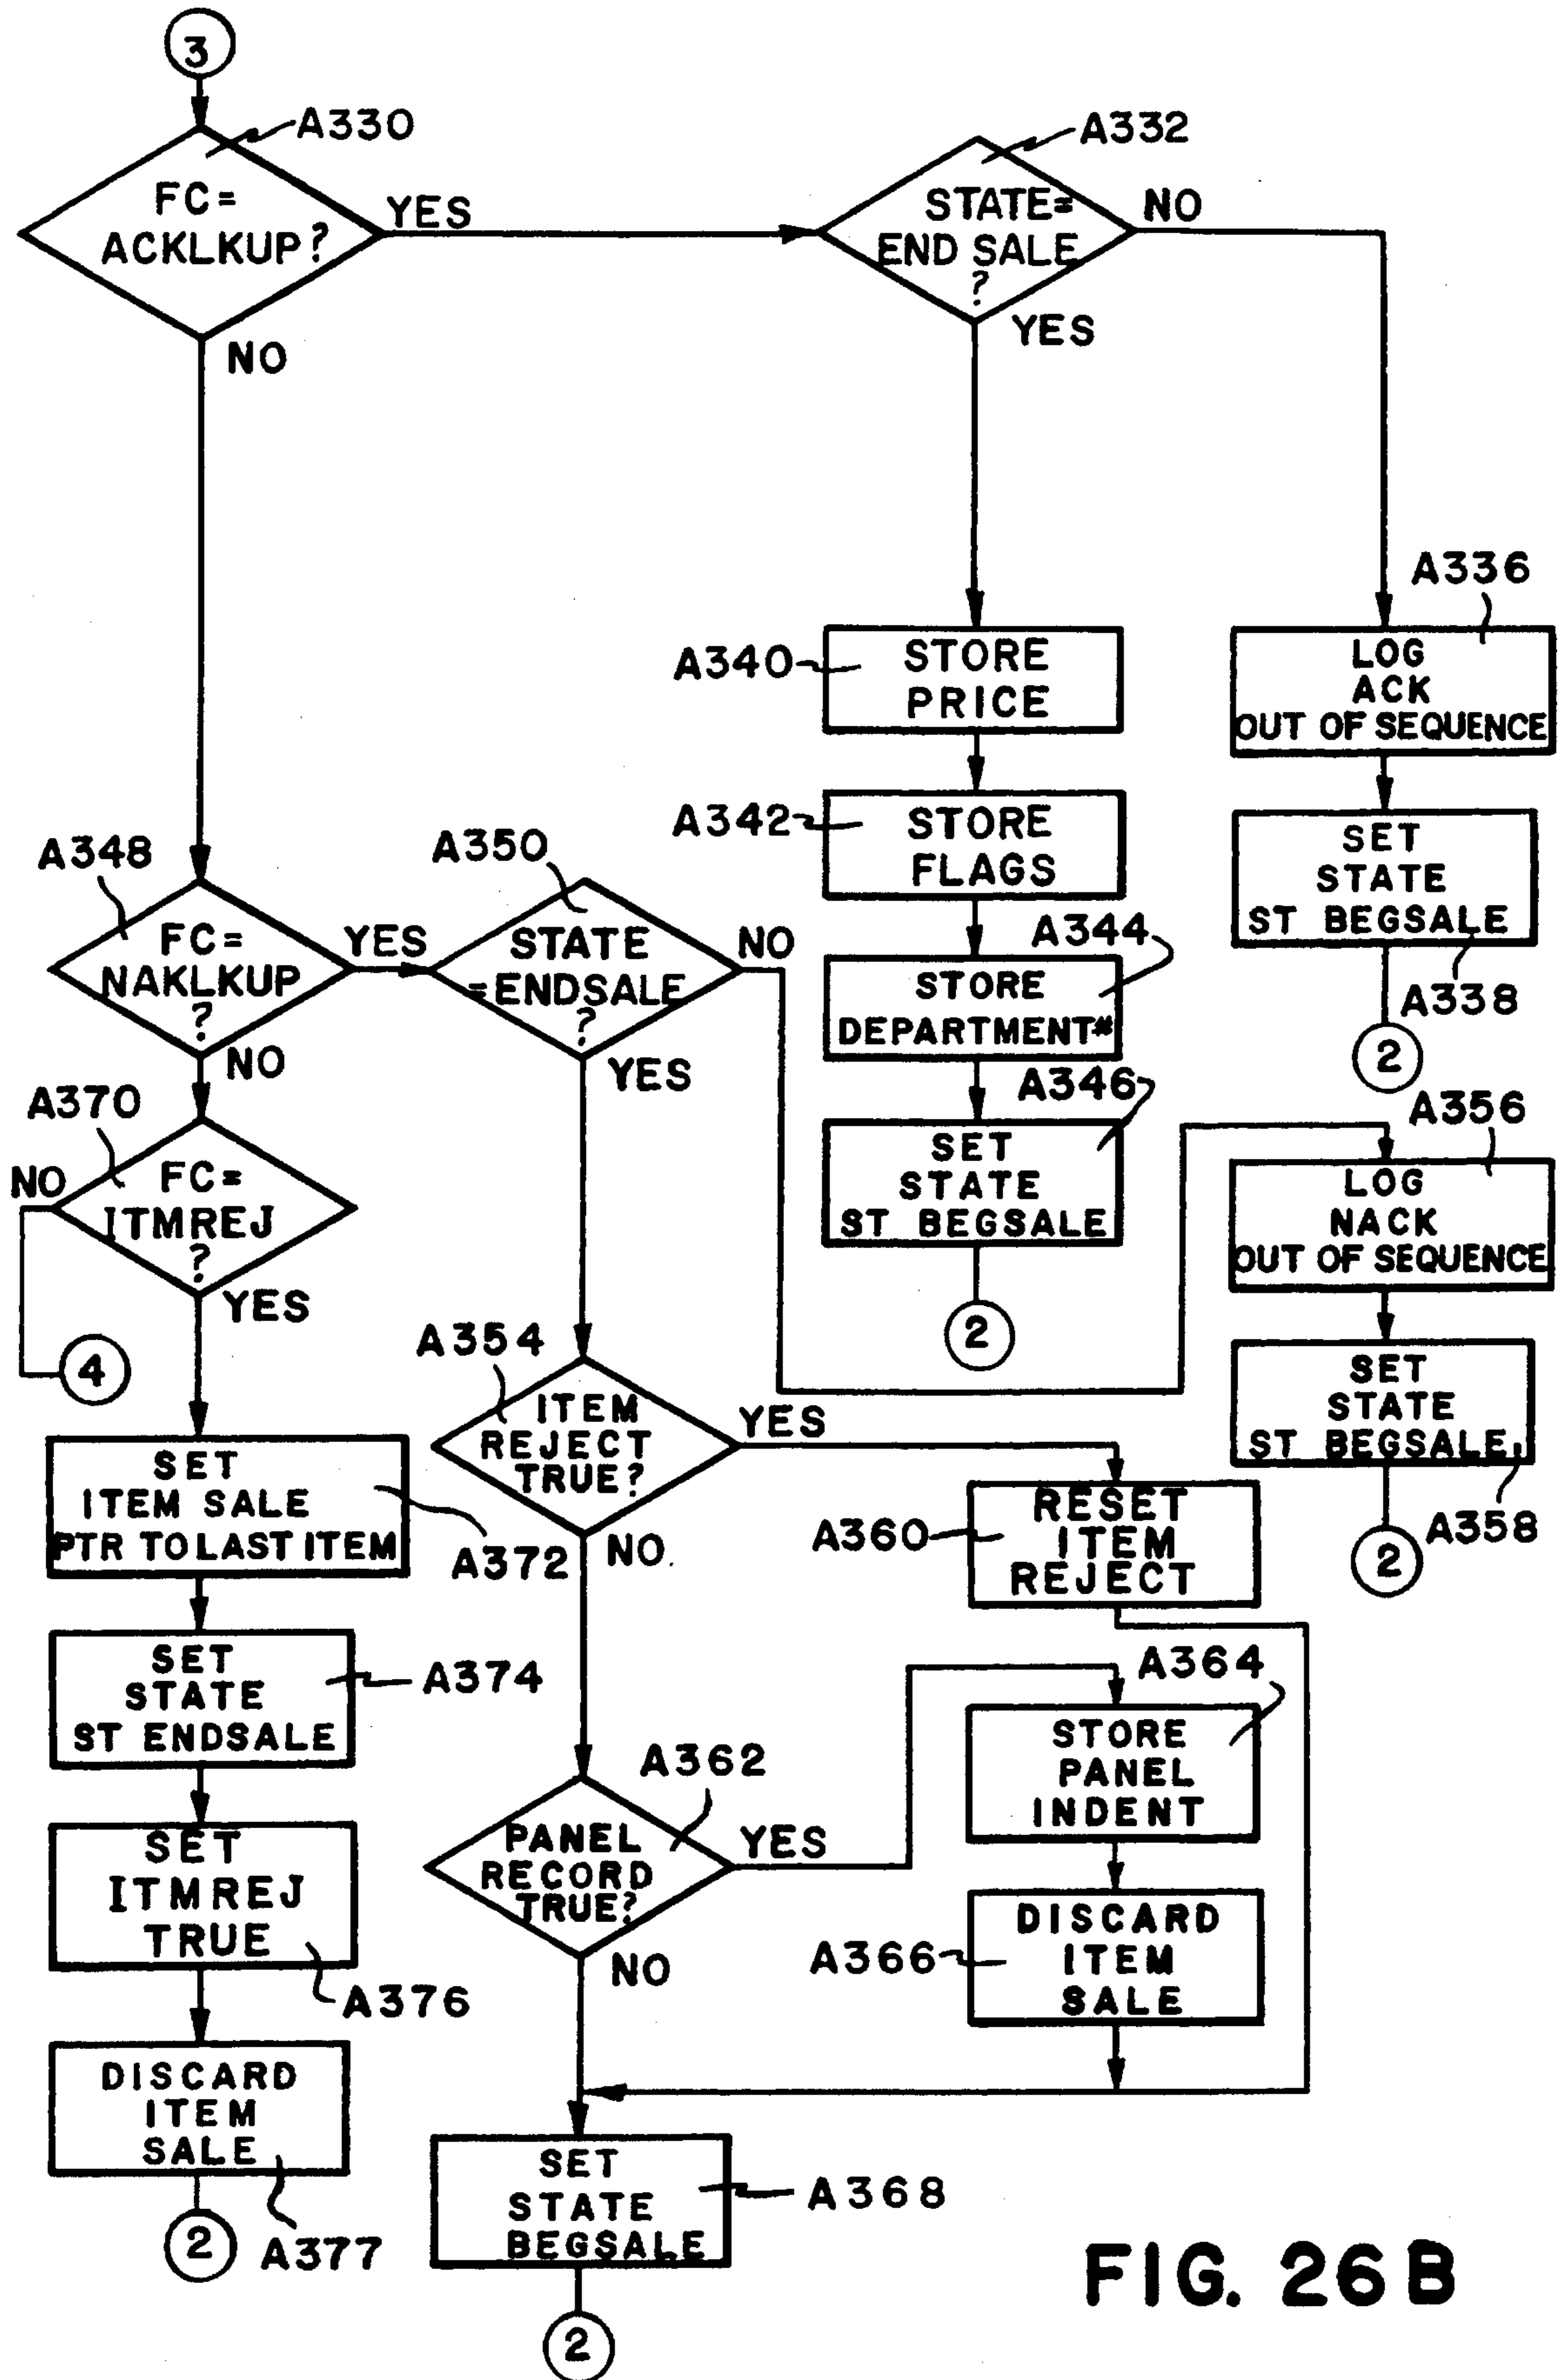 3
A330
FC=
ACKLKUP?
YES
NO
A332
STATE=
END SALE
?
NO
YES
A336
LOG
ACK
OUT OF SEQUENCE
A340
STORE
PRICE
A342
STORE
FLAGS
SET
STATE
ST BEGSALE
A338
2
A344
STORE
DEPARTMENT#
A346
SET
STATE
ST BEGSALE
2
A348
FC=
NAKLKUP
?
YES
NO
A350
STATE
=ENDSALE
?
NO
YES
A356
LOG
NACK
OUT OF SEQUENCE
SET
STATE
ST BEGSALE
A358
2
A370
FC=
ITMREJ
?
NO
YES
4
A354
ITEM
REJECT
TRUE?
YES
NO
SET
ITEM SALE
PTR TO LAST ITEM
A372
A360
RESET
ITEM
REJECT
SET
STATE
ST ENDSALE
A374
A364
STORE
PANEL
INDENT
A362
PANEL
RECORD
TRUE?
YES
NO
SET
ITMREJ
TRUE
A376
A366
DISCARD
ITEM
SALE
DISCARD
ITEM
SALE
A377
2
SET
STATE
BEGSALE
A368
2
FIG. 26B